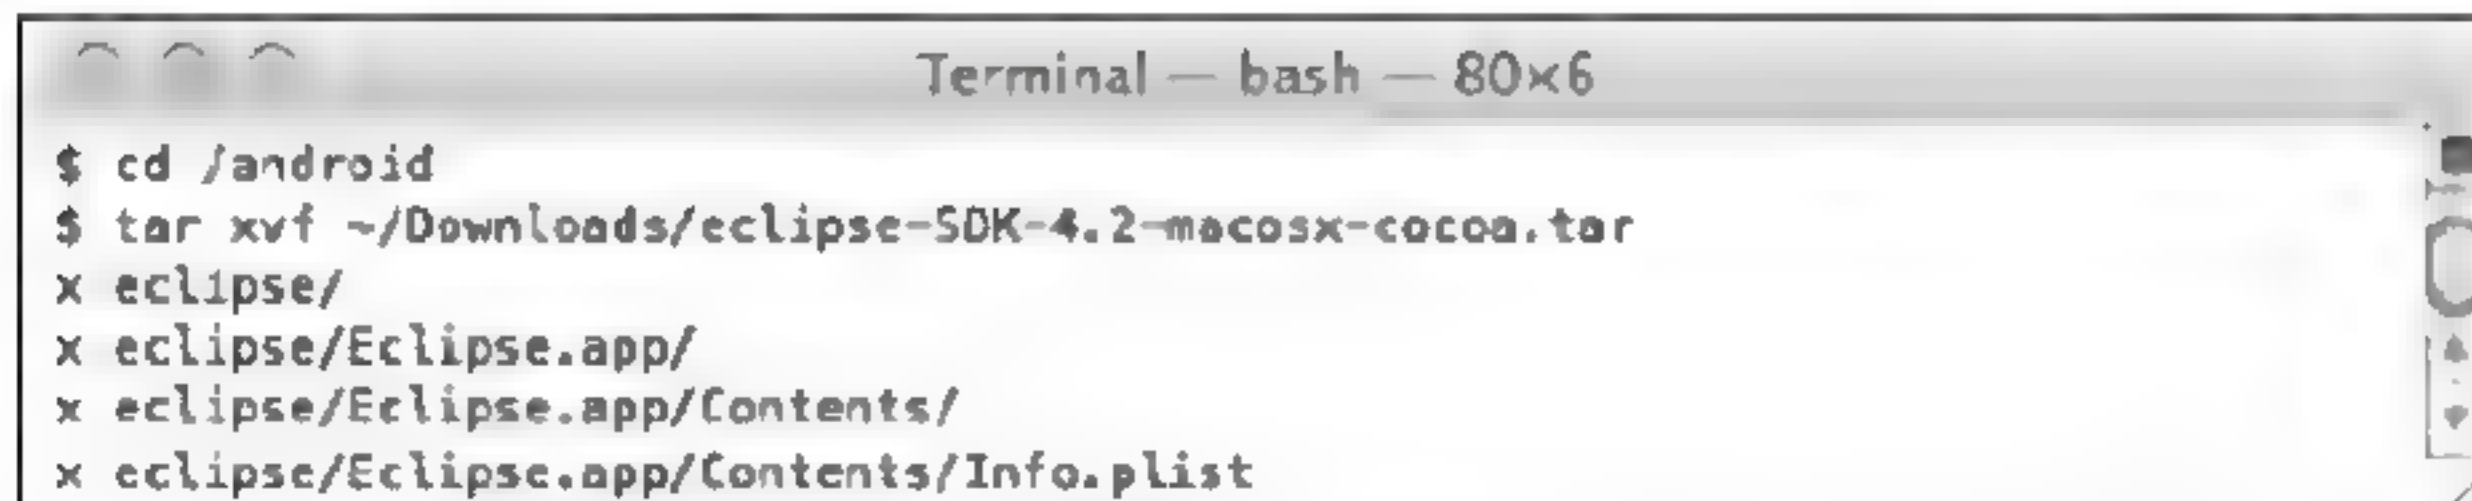 Terminal — bash — 80×6
$ cd /android
$ tar xvf ~/Downloads/eclipse-SDK-4.2-macosx-cocoa.tar
x eclipse/
x eclipse/Eclipse.app/
x eclipse/Eclipse.app/Contents/
x eclipse/Eclipse.app/Contents/Info.plist